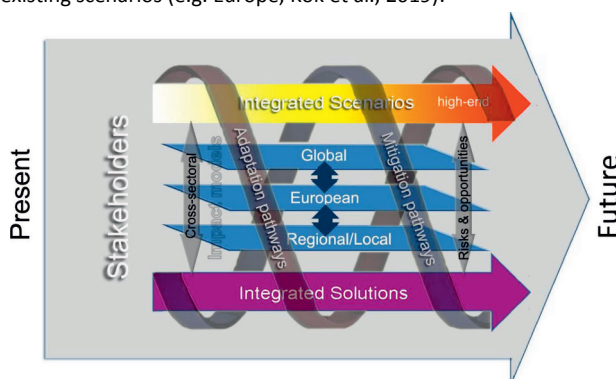 existing scenarios (e.g. Europe; Kok et al., 2019).
Present
Stakeholders
Integrated Scenarios high-end
Cross-sectoral
Impact models
Adaptation pathways
Global
European
Regional/Local
Mitigation pathways
Risks & opportunities
Integrated Solutions
Future